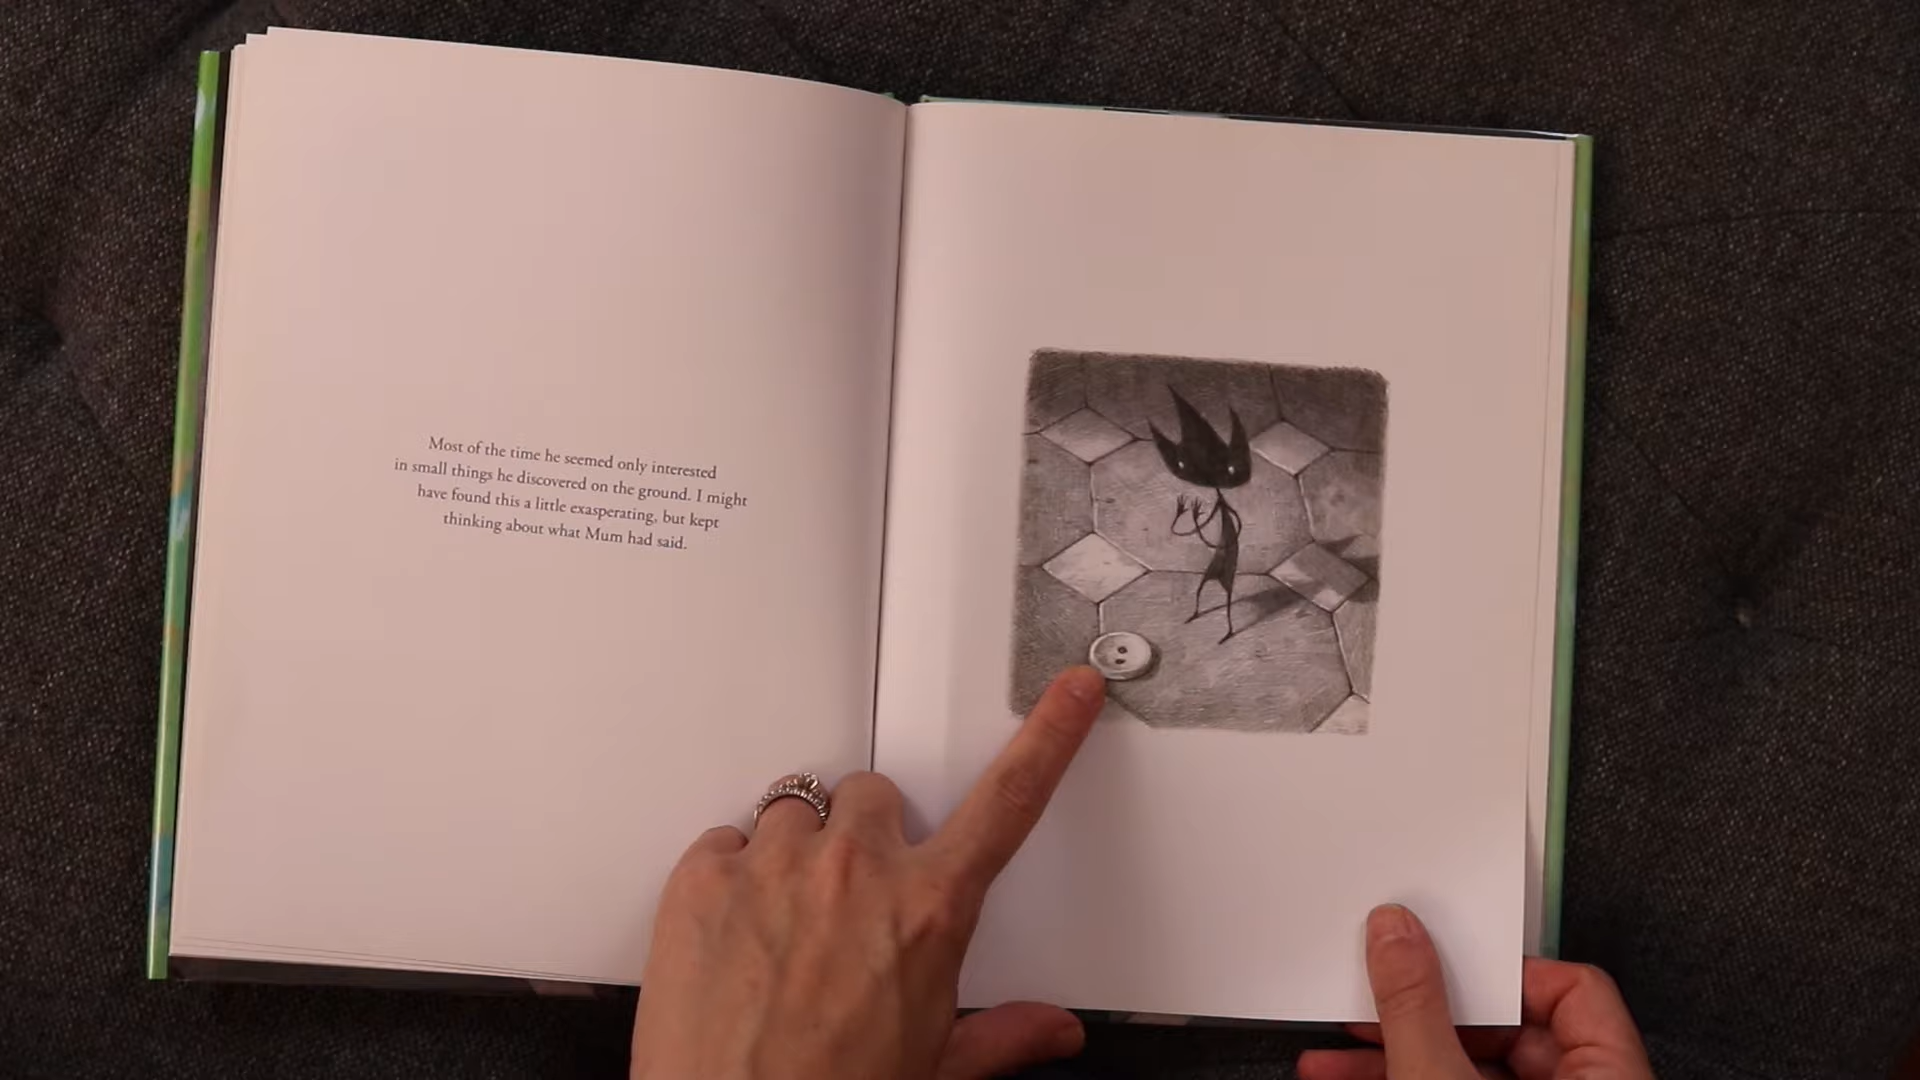 Most of the time he seemed only interested
in small things he discovered on the ground. I might
have found this a little exasperating, but kept
thinking about what Mum had said.